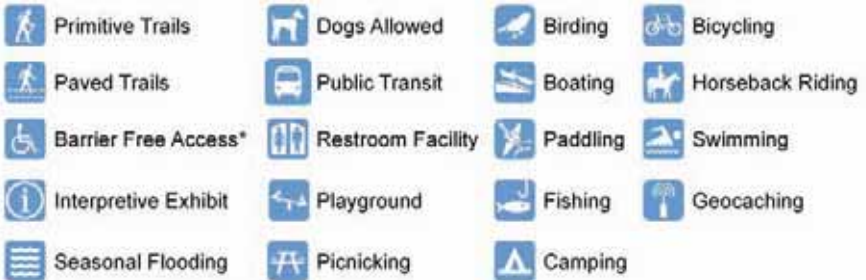 Primitive Trails
Dogs Allowed
Birding
Bicycling
Paved Trails
Public Transit
Boating
Horseback Riding
Barrier Free Access*
Restroom Facility
Paddling
Swimming
Interpretive Exhibit
Playground
Fishing
Geocaching
Seasonal Flooding
Picnicking
Camping